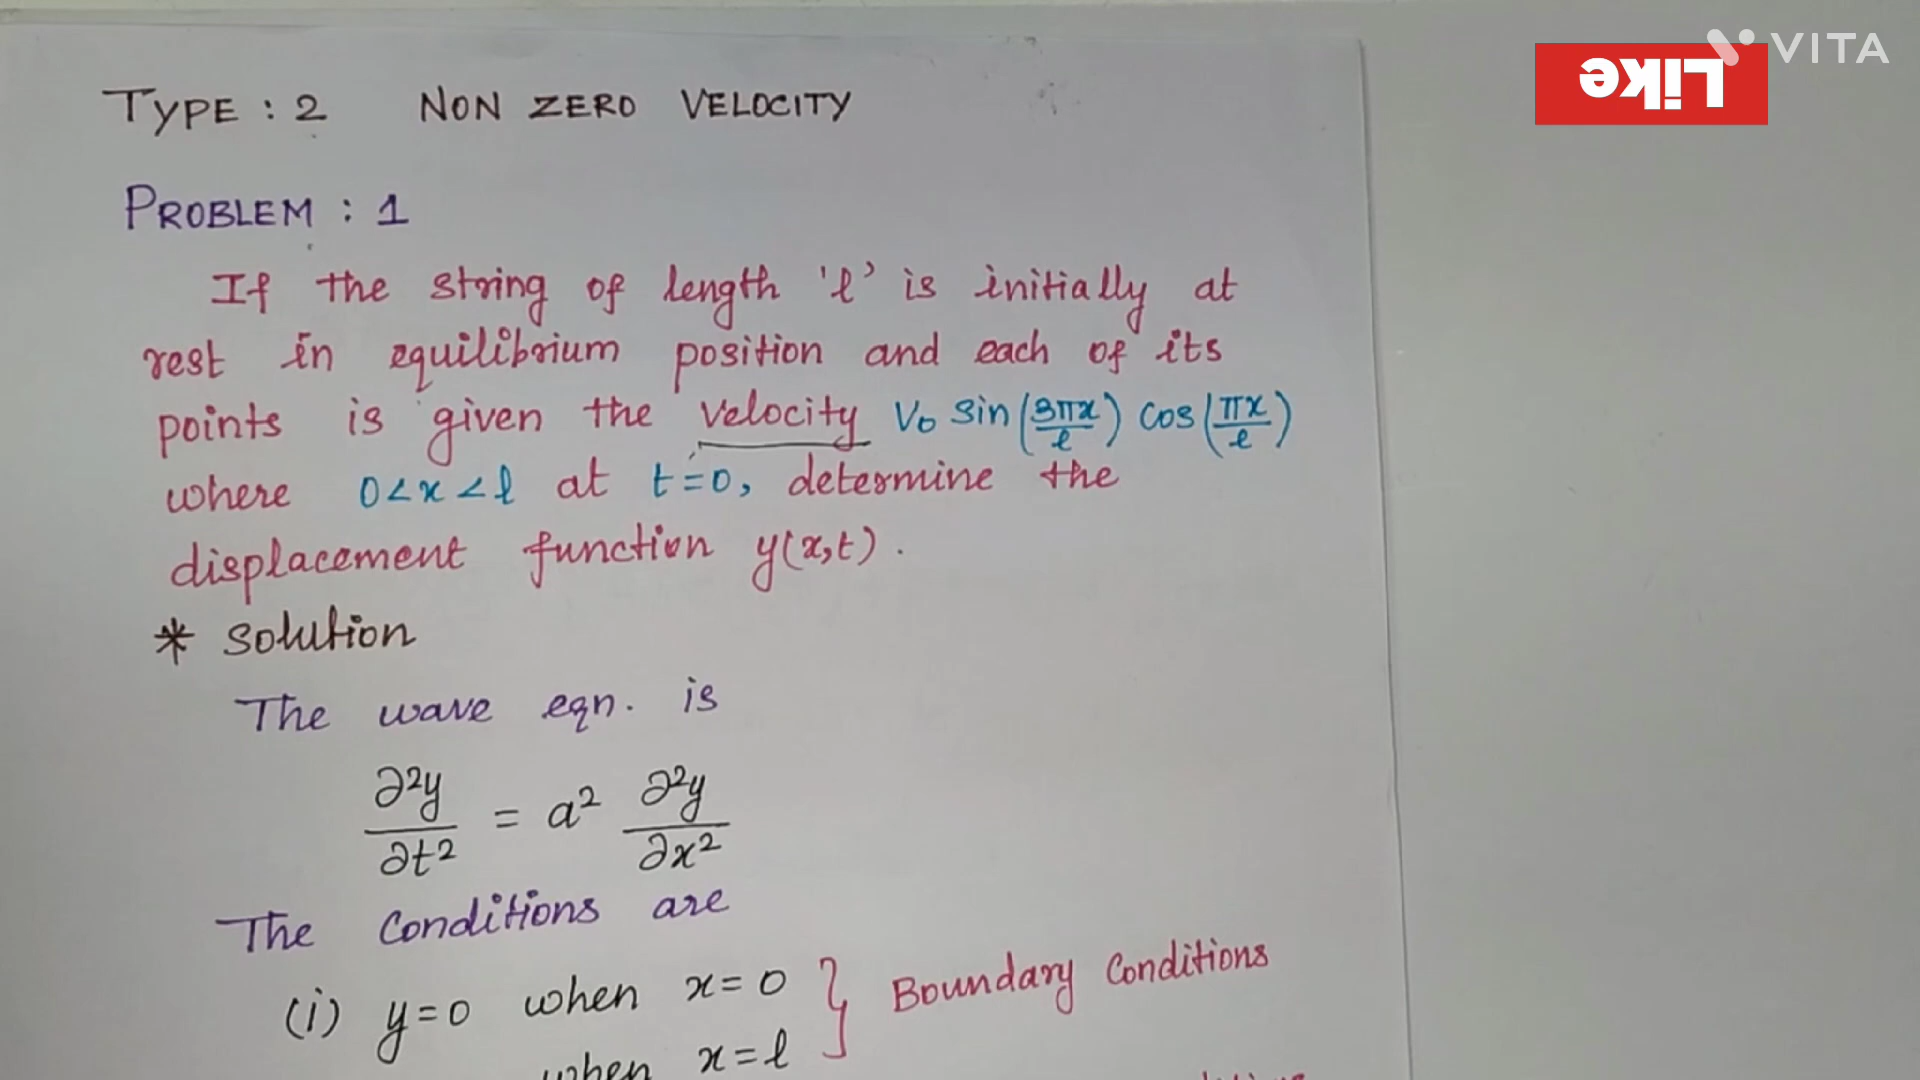 VITA
Like
TYPE : 2 NON ZERO VELOCITY
PROBLEM : 1
If the string of length 'l' is initially at
rest in equilibrium position and each of its
points is given the velocity V₀ sin(3πx/l) cos(πx/l)
where 0<x<l at t=0, determine the
displacement function y(x,t).
* Solution
The wave eqn. is
∂²y/∂t² = a² ∂²y/∂x²
The Conditions are
(i) y=0 when x=0 } Boundary Conditions
when x=l